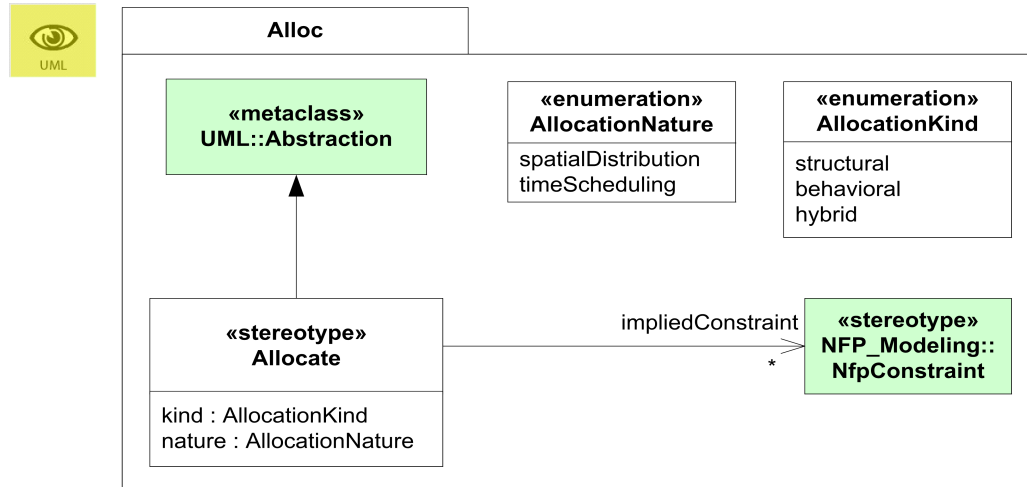 UML
Alloc
«metaclass»
UML::Abstraction
«enumeration»
AllocationNature
spatialDistribution
timeScheduling
«enumeration»
AllocationKind
structural
behavioral
hybrid
«stereotype»
Allocate
kind : AllocationKind
nature : AllocationNature
impliedConstraint
*
«stereotype»
NFP_Modeling::
NfpConstraint